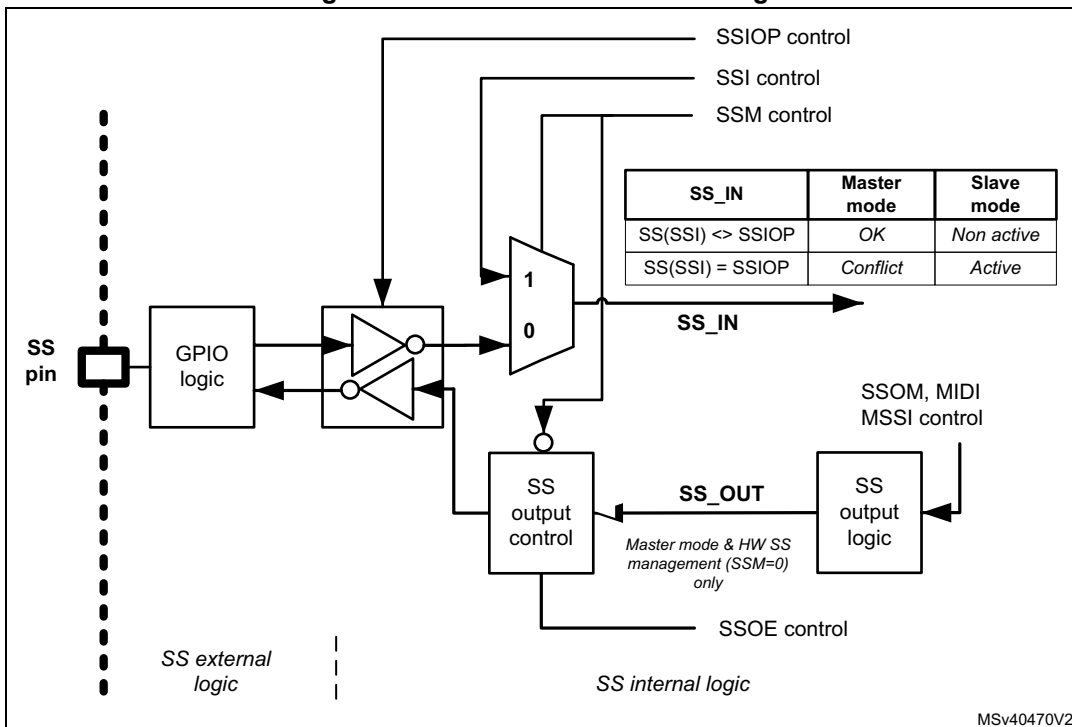 SSIOP control
SSI control
SSM control
SS_IN
Master
mode
Slave
mode
SS(SSI) <> SSIOP
OK
Non active
SS(SSI) = SSIOP
Conflict
Active
1
0
SS_IN
SS
pin
GPIO
logic
SSOM, MIDI
MSSI control
SS
output
control
SS_OUT
SS
output
logic
Master mode & HW SS
management (SSM=0)
only
SSOE control
SS external
logic
SS internal logic
MSv40470V2